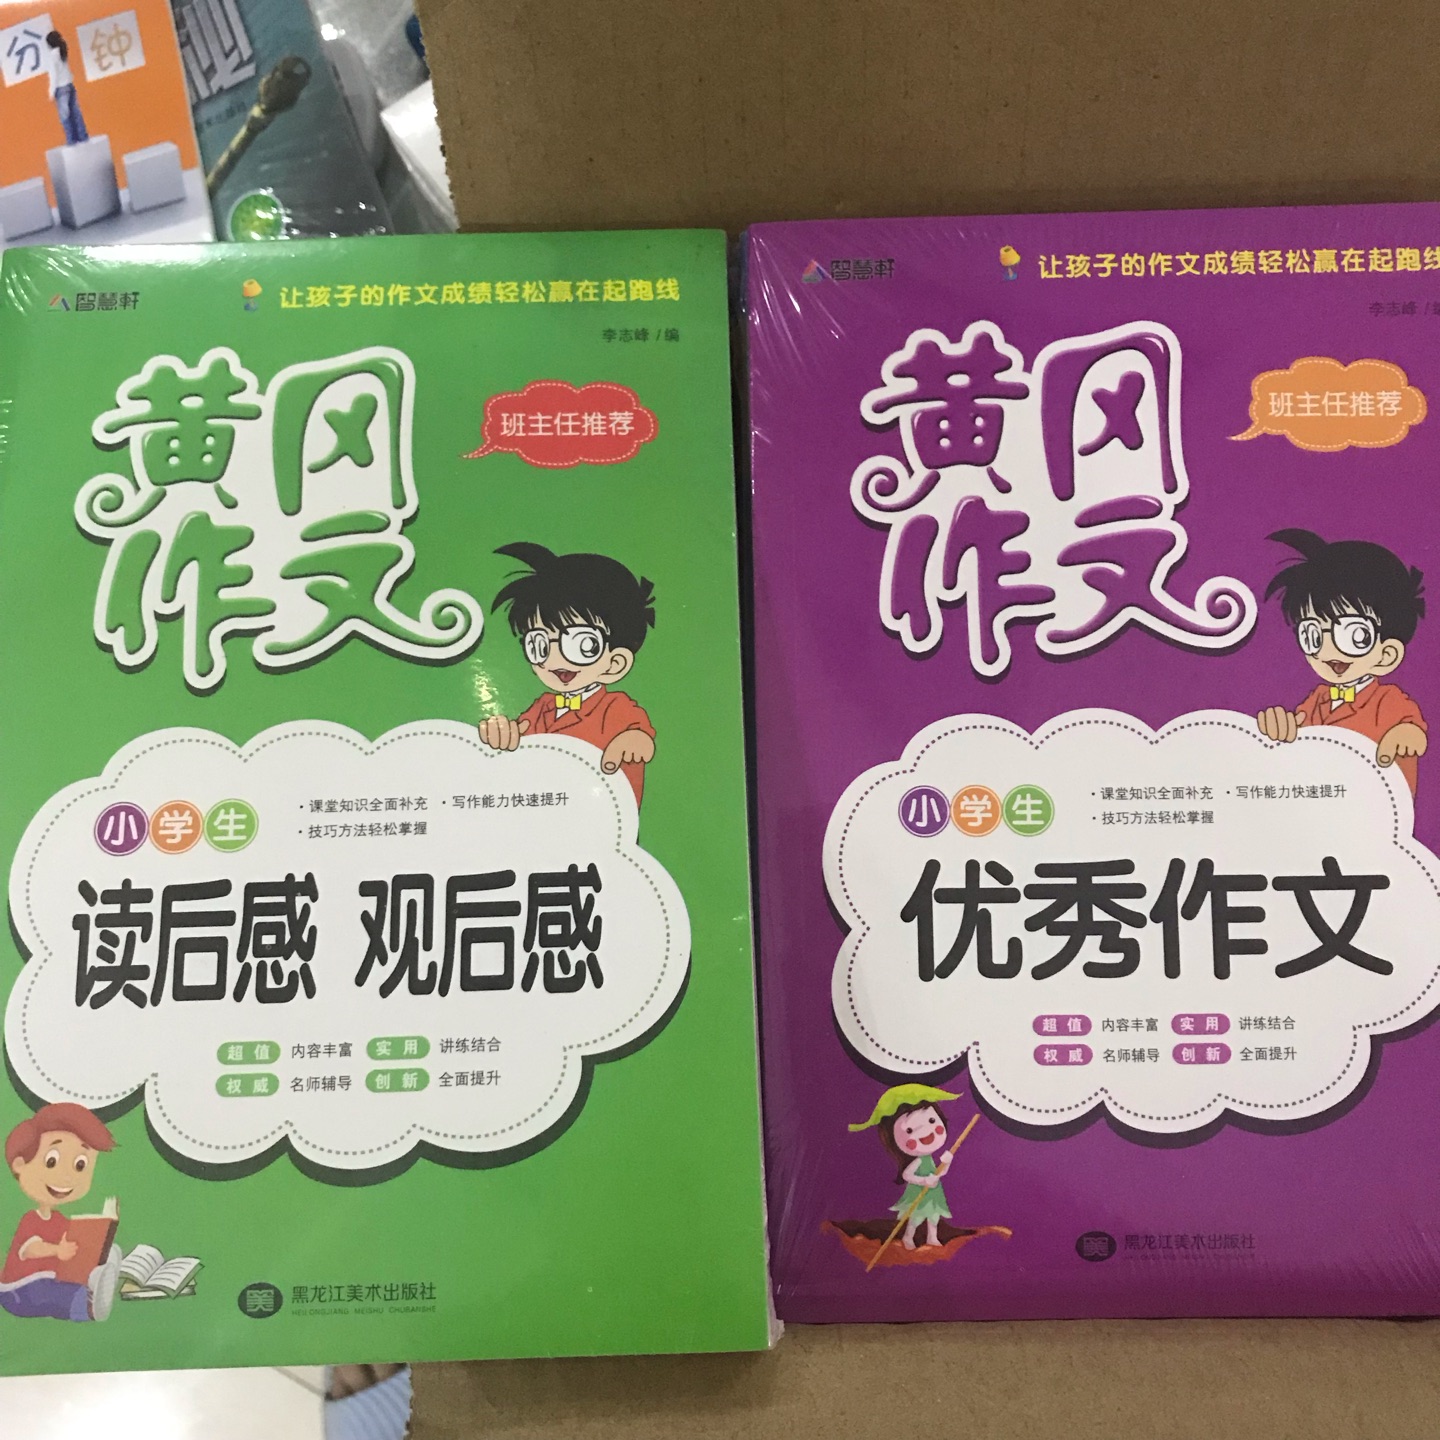 分 钟
智慧軒
让孩子的作文成绩轻松赢在起跑线
李志峰 / 编
黄冈
作文
班主任推荐
小学生
·课堂知识全面补充 ·写作能力快速提升
·技巧方法轻松掌握
读后感 观后感
超值 内容丰富 实用 讲练结合
权威 名师辅导 创新 全面提升
黑龙江美术出版社
HEILONGJIANG MEISHU CHUBANSHE
智慧軒
让孩子的作文成绩轻松赢在起跑线
李志峰 / 编
黄冈
作文
班主任推荐
小学生
·课堂知识全面补充 ·写作能力快速提升
·技巧方法轻松掌握
优秀作文
超值 内容丰富 实用 讲练结合
权威 名师辅导 创新 全面提升
黑龙江美术出版社